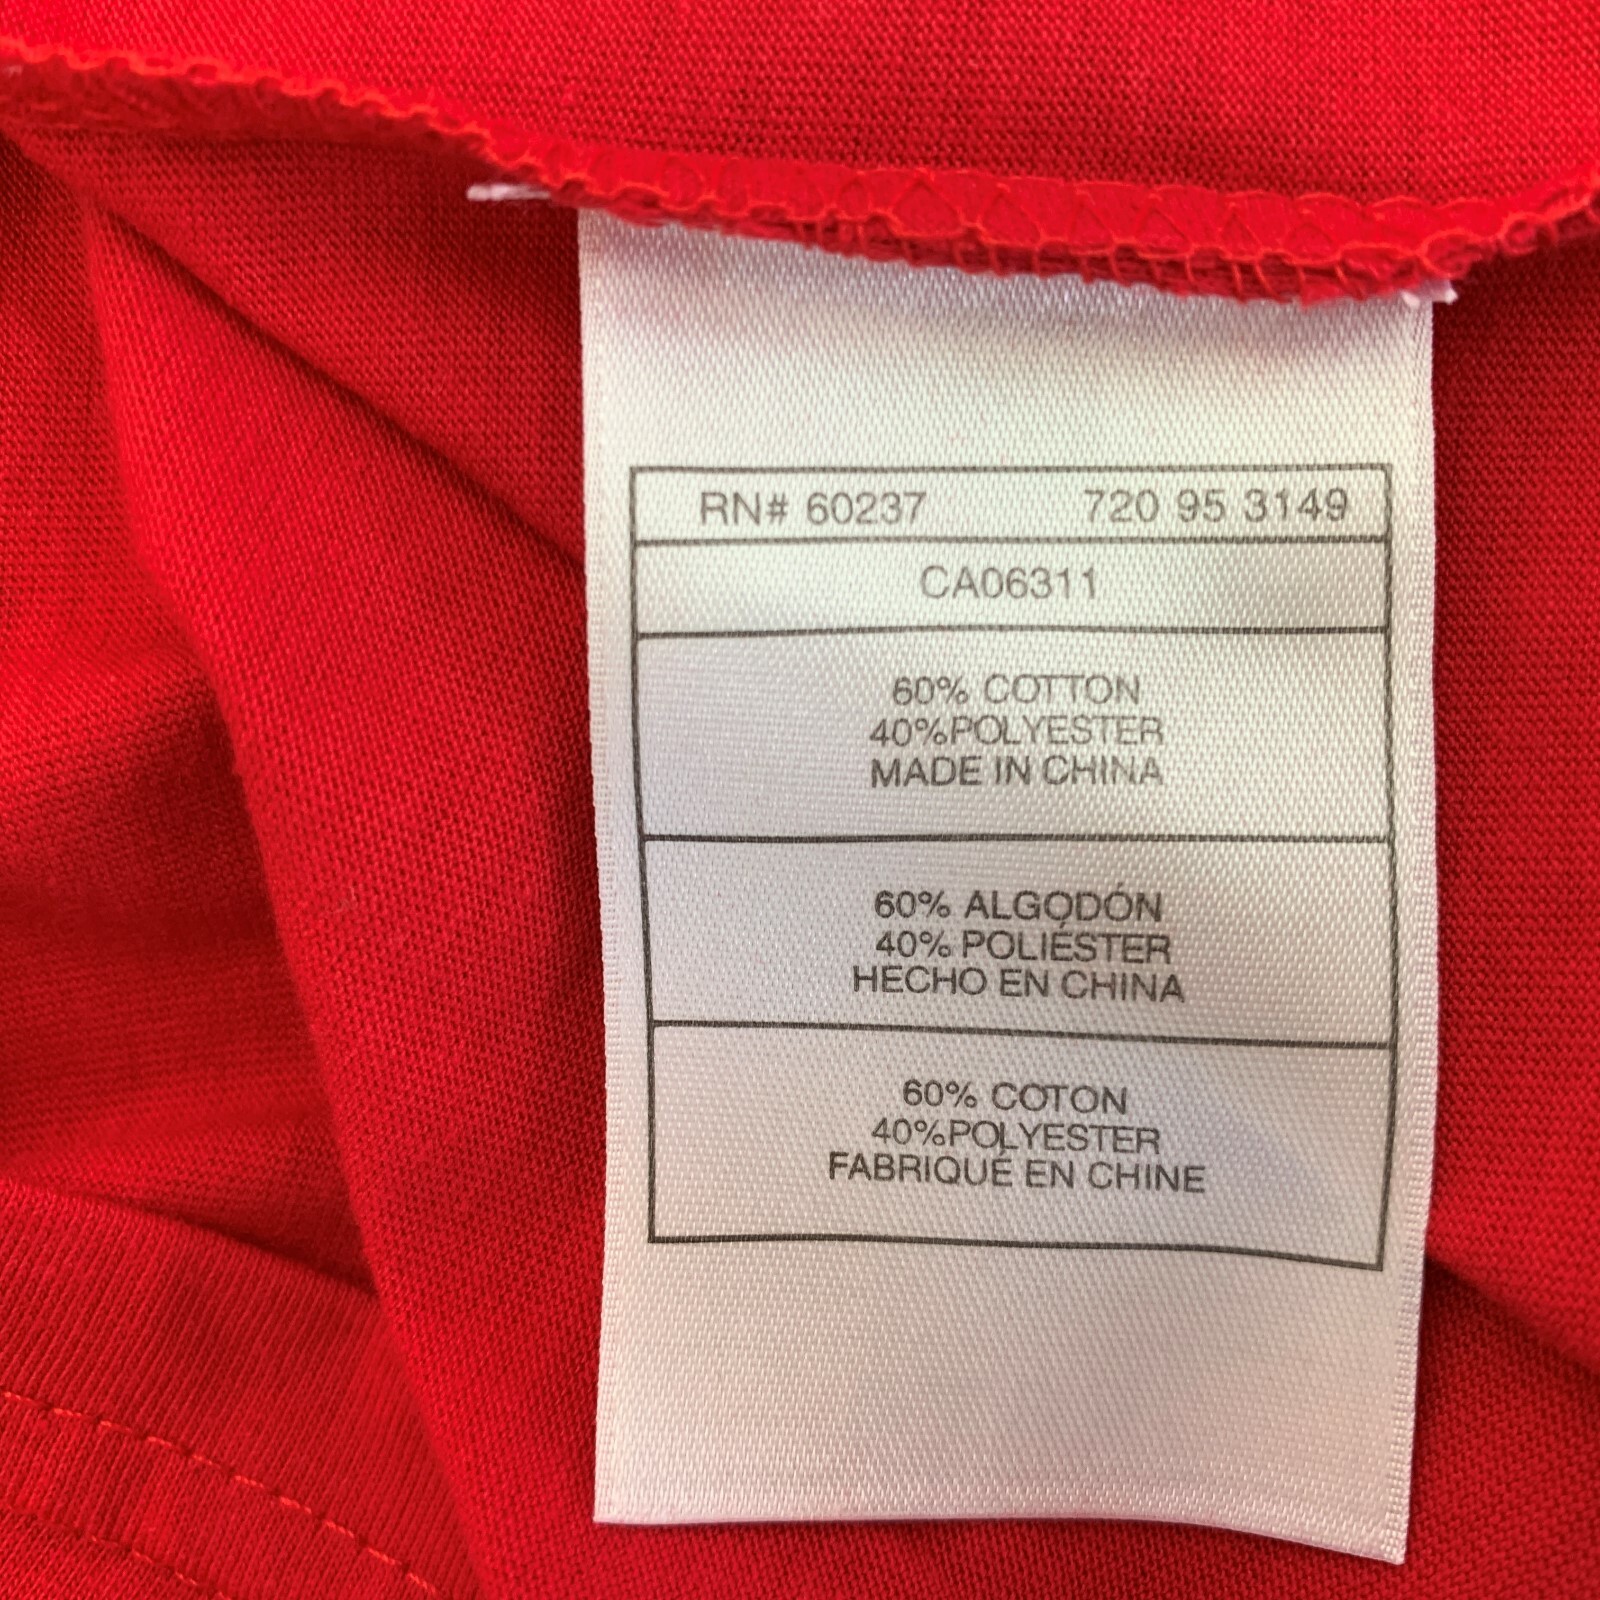 RN# 60237 720 95 3149
CA06311
60% COTTON
40%POLYESTER
MADE IN CHINA
60% ALGODÓN
40% POLIÉSTER
HECHO EN CHINA
60% COTON
40%POLYESTER
FABRIQUÉ EN CHINE